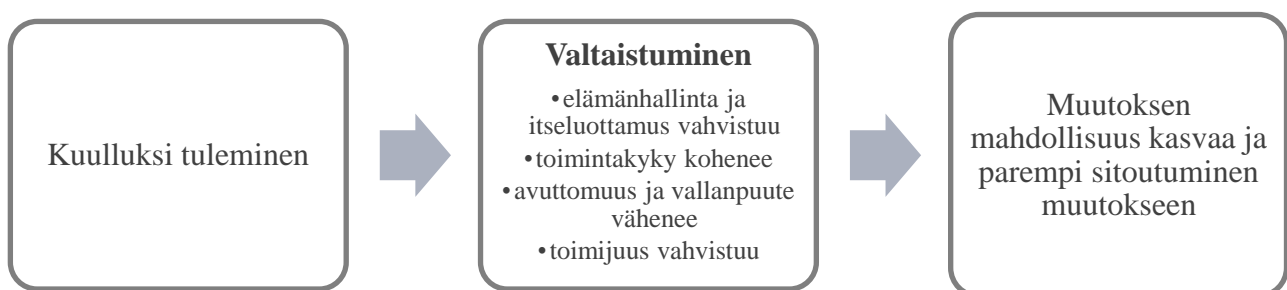 Kuulluksi tuleminen
Valtaistuminen
•elämänhallinta ja
itseluottamus vahvistuu
•toimintakyky kohenee
•avuttomuus ja vallanpuute
vähenee
•toimijuus vahvistuu
Muutoksen
mahdollisuus kasvaa ja
parempi sitoutuminen
muutokseen